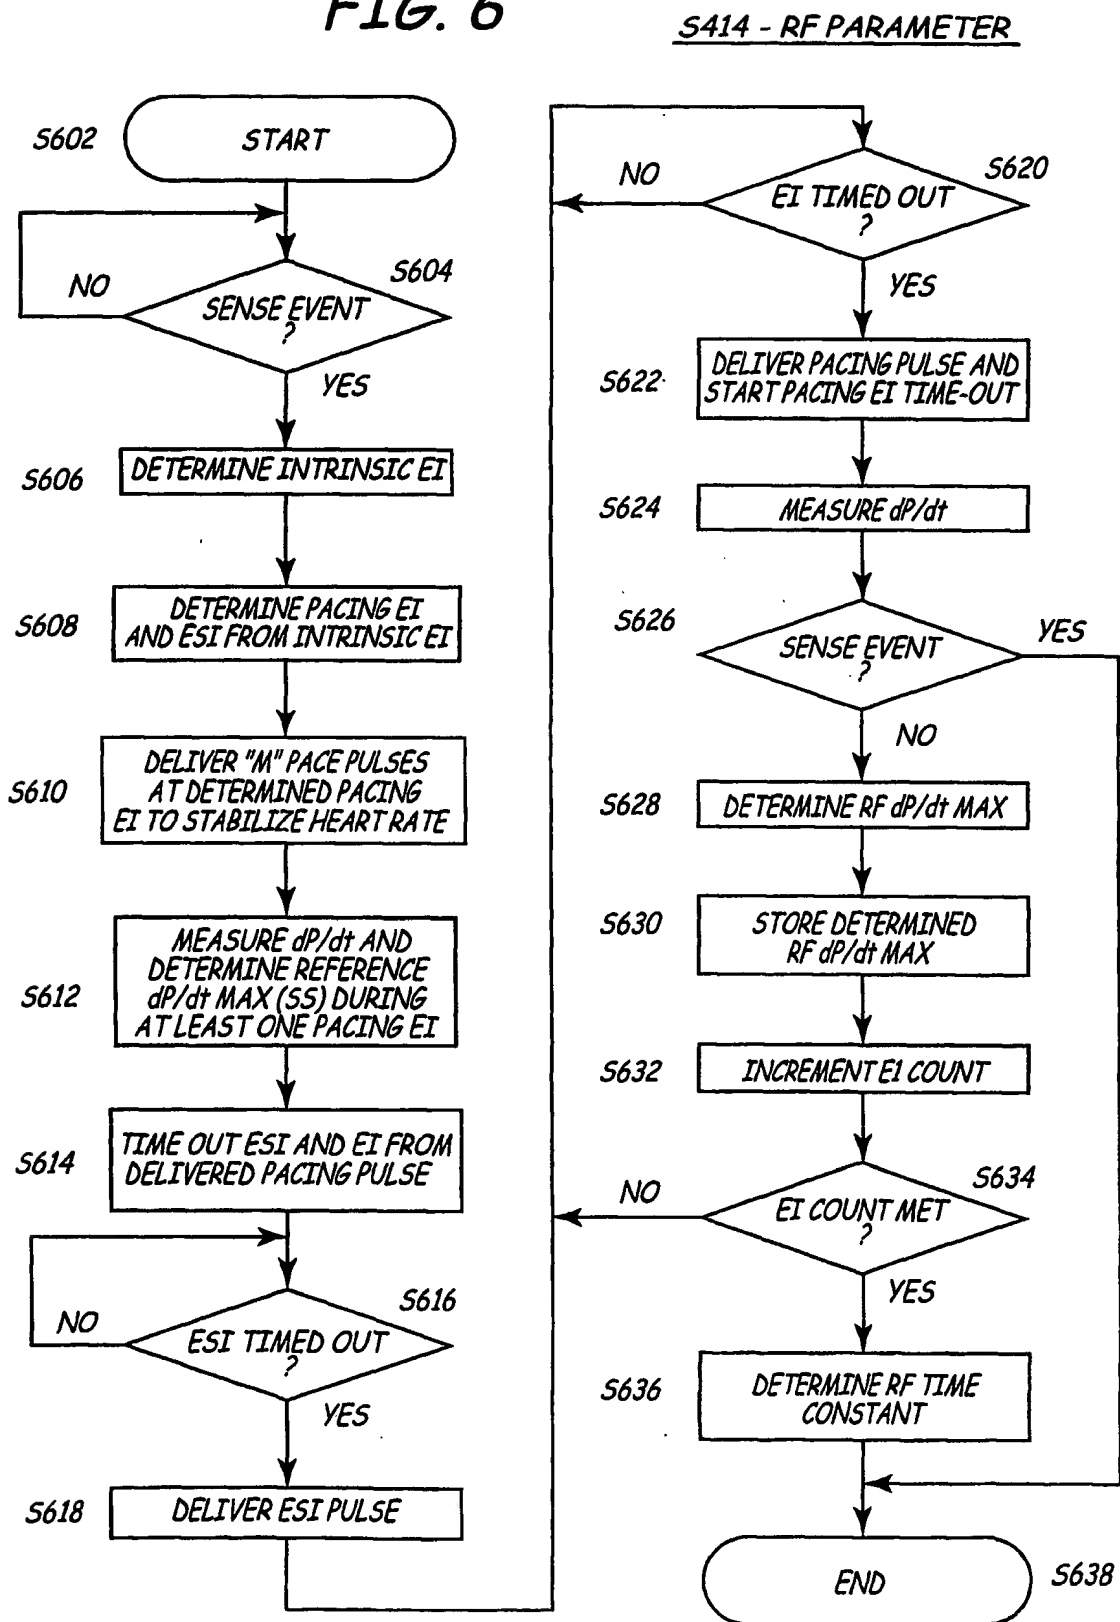 FIG. 6
S414 - RF PARAMETER
S602
START
S604
SENSE EVENT
?
NO
YES
S606
DETERMINE INTRINSIC EI
S608
DETERMINE PACING EI
AND ESI FROM INTRINSIC EI
S610
DELIVER "M" PACE PULSES
AT DETERMINED PACING
EI TO STABILIZE HEART RATE
S612
MEASURE dP/dt AND
DETERMINE REFERENCE
dP/dt MAX (SS) DURING
AT LEAST ONE PACING EI
S614
TIME OUT ESI AND EI FROM
DELIVERED PACING PULSE
S616
ESI TIMED OUT
?
NO
YES
S618
DELIVER ESI PULSE
S620
EI TIMED OUT
?
NO
YES
S622
DELIVER PACING PULSE AND
START PACING EI TIME-OUT
S624
MEASURE dP/dt
S626
SENSE EVENT
?
YES
NO
S628
DETERMINE RF dP/dt MAX
S630
STORE DETERMINED
RF dP/dt MAX
S632
INCREMENT E1 COUNT
S634
EI COUNT MET
?
NO
YES
S636
DETERMINE RF TIME
CONSTANT
END
S638